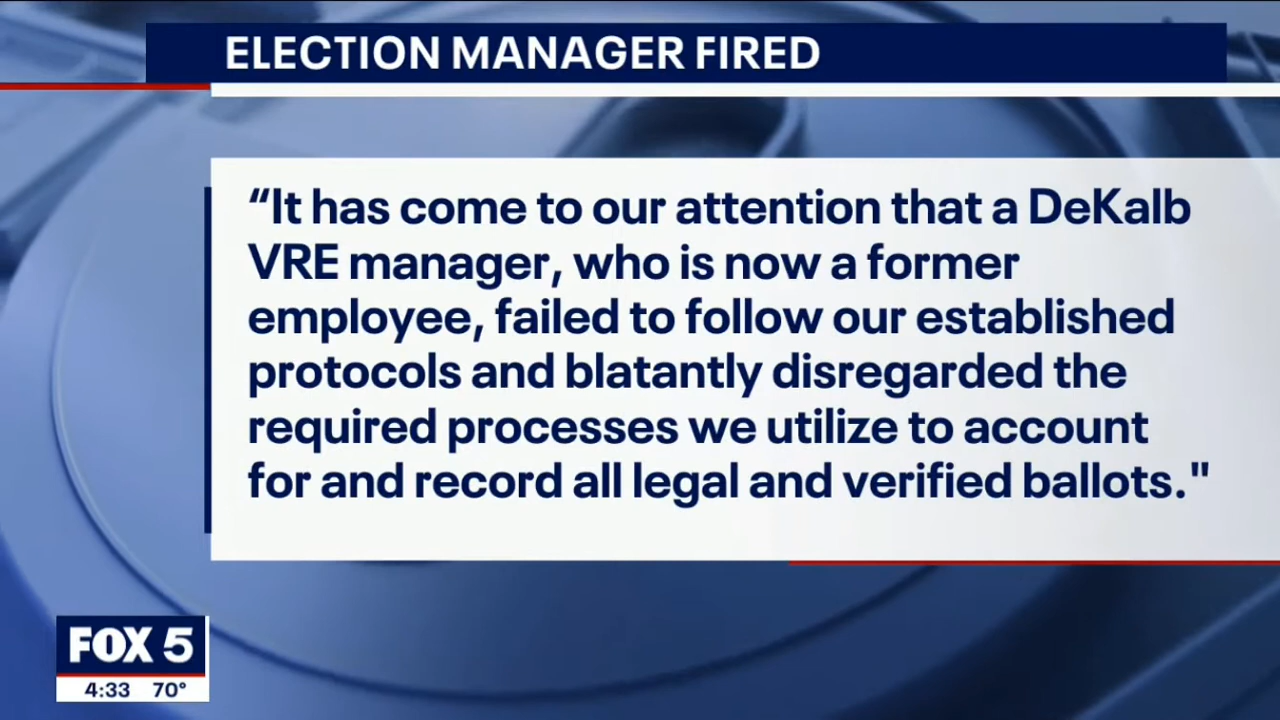 ELECTION MANAGER FIRED
“It has come to our attention that a DeKalb
VRE manager, who is now a former
employee, failed to follow our established
protocols and blatantly disregarded the
required processes we utilize to account
for and record all legal and verified ballots."
FOX 5
4:33 70°